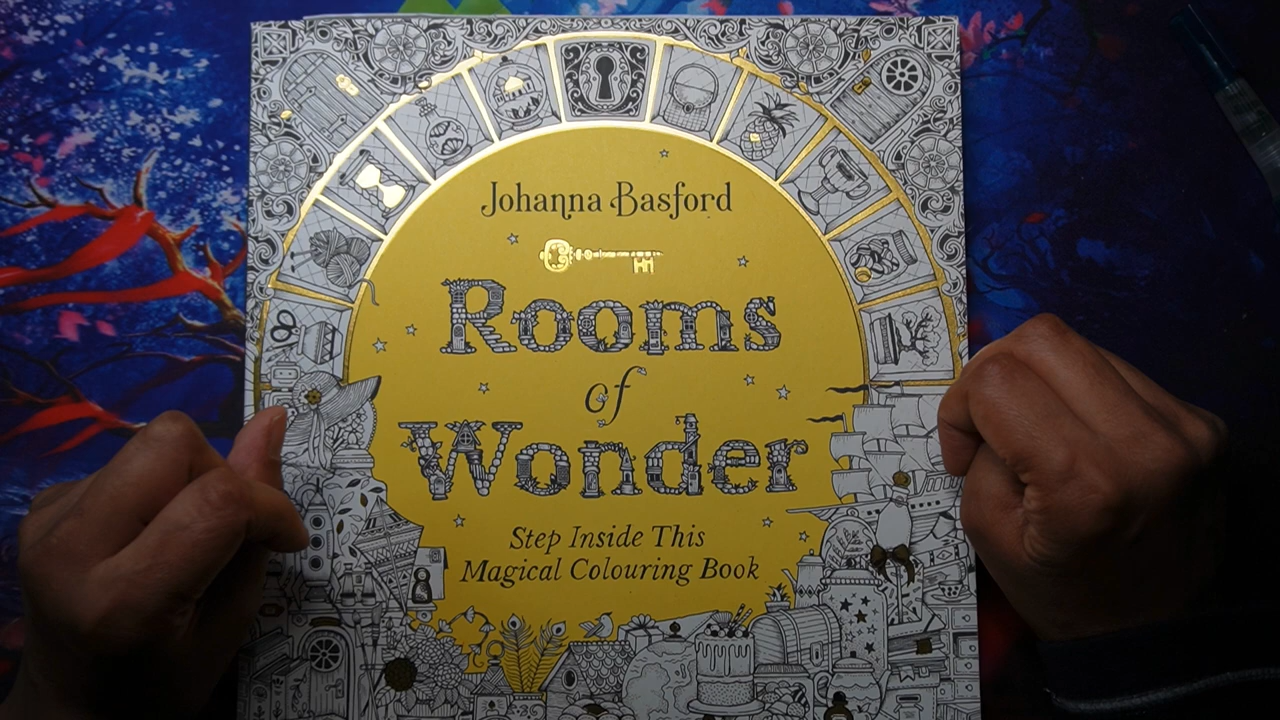 Johanna Basford
Rooms
of
Wonder
Step Inside This
Magical Colouring Book